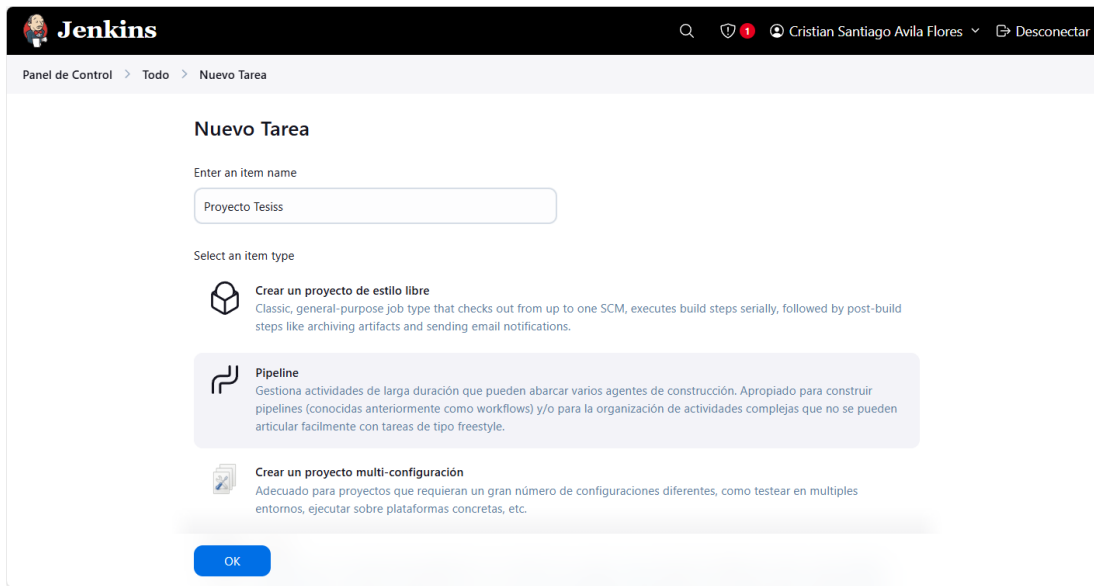 Jenkins
1
Cristian Santiago Avila Flores
Desconectar
Panel de Control > Todo > Nuevo Tarea
Nuevo Tarea
Enter an item name
Proyecto Tesiss
Select an item type
Crear un proyecto de estilo libre
Classic, general-purpose job type that checks out from up to one SCM, executes build steps serially, followed by post-build
steps like archiving artifacts and sending email notifications.
Pipeline
Gestiona actividades de larga duración que pueden abarcar varios agentes de construcción. Apropiado para construir
pipelines (conocidas anteriormente como workflows) y/o para la organización de actividades complejas que no se pueden
articular facilmente con tareas de tipo freestyle.
Crear un proyecto multi-configuración
Adecuado para proyectos que requieran un gran número de configuraciones diferentes, como testear en multiples
entornos, ejecutar sobre plataformas concretas, etc.
OK